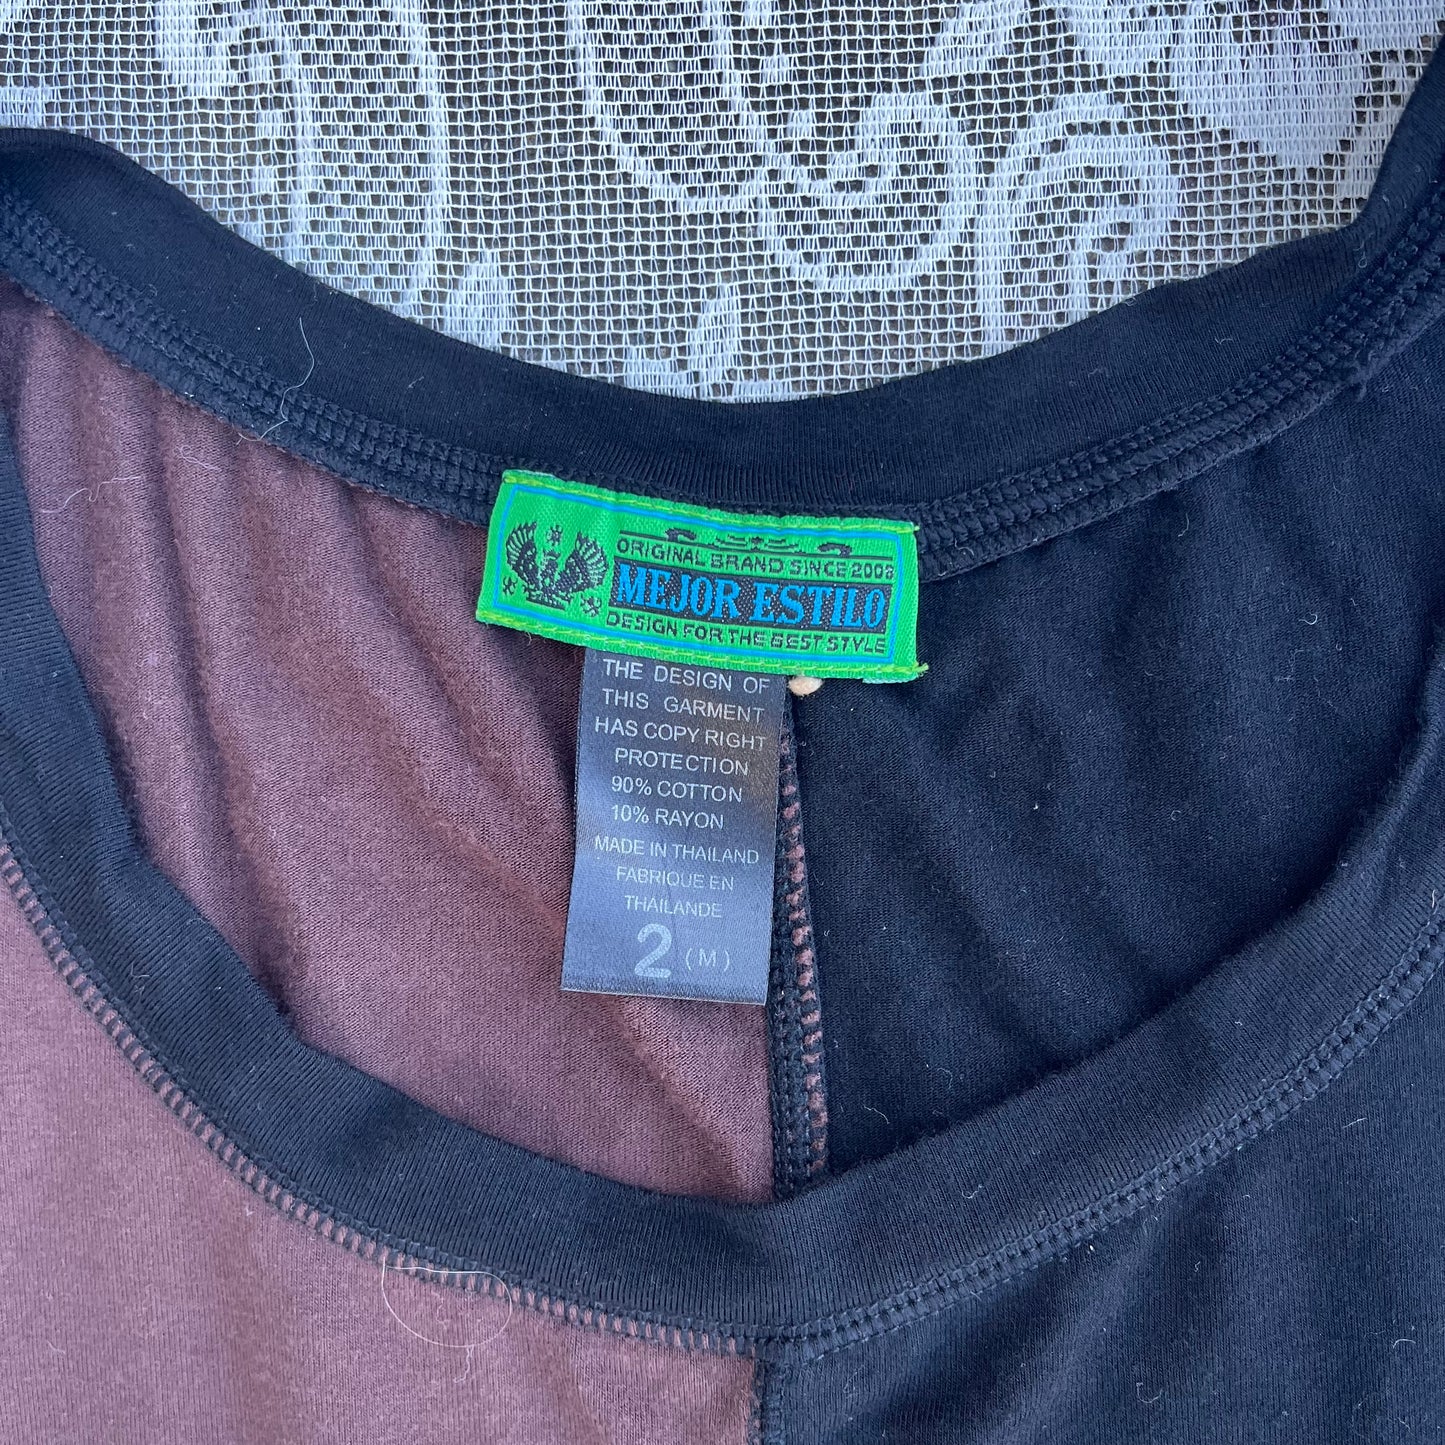 ORIGINAL BRAND SINCE 2003
MEJOR ESTILO
DESIGN FOR THE BEST STYLE
THE DESIGN OF
THIS GARMENT
HAS COPY RIGHT
PROTECTION
90% COTTON
10% RAYON
MADE IN THAILAND
FABRIQUE EN
THAILANDE
2 (M)